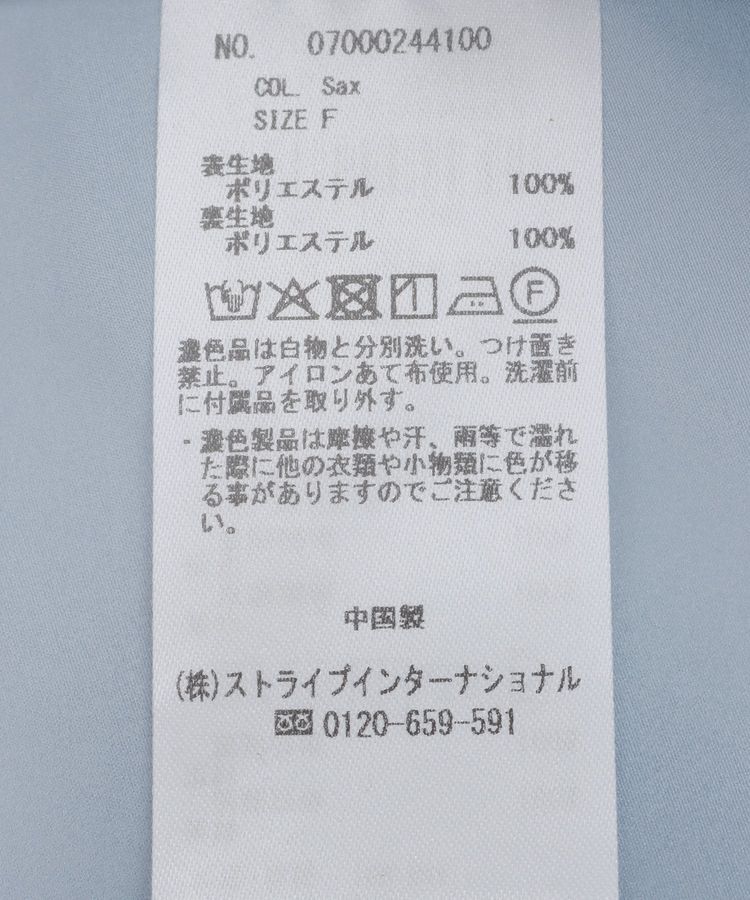 NO. 07000244100
COL. Sax
SIZE F
表生地
ポリエステル 100%
裏生地
ポリエステル 100%
F
濃色品は白物と分別洗い。つけ置き
禁止。アイロンあて布使用。洗濯前
に付属品を取り外す。
・濃色製品は摩擦や汗、雨等で濡れ
た際に他の衣類や小物類に色が移
る事がありますのでご注意くださ
い。
中国製
(株)ストライプインターナショナル
0120-659-591